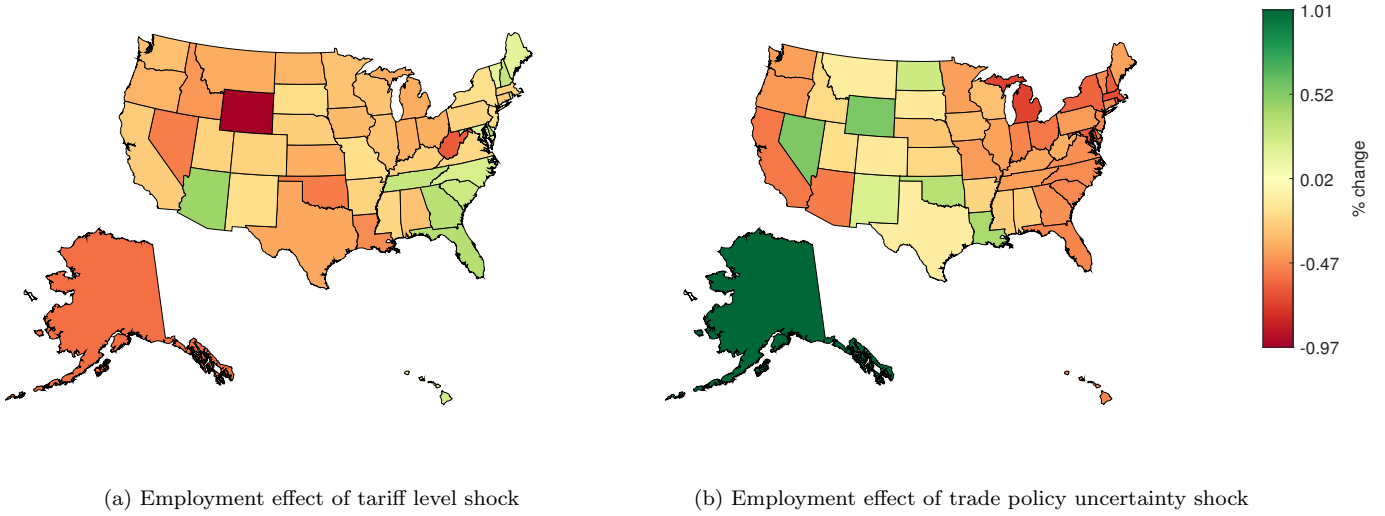 1.01
0.52
0.02
-0.47
-0.97
% change
(a) Employment effect of tariff level shock
(b) Employment effect of trade policy uncertainty shock